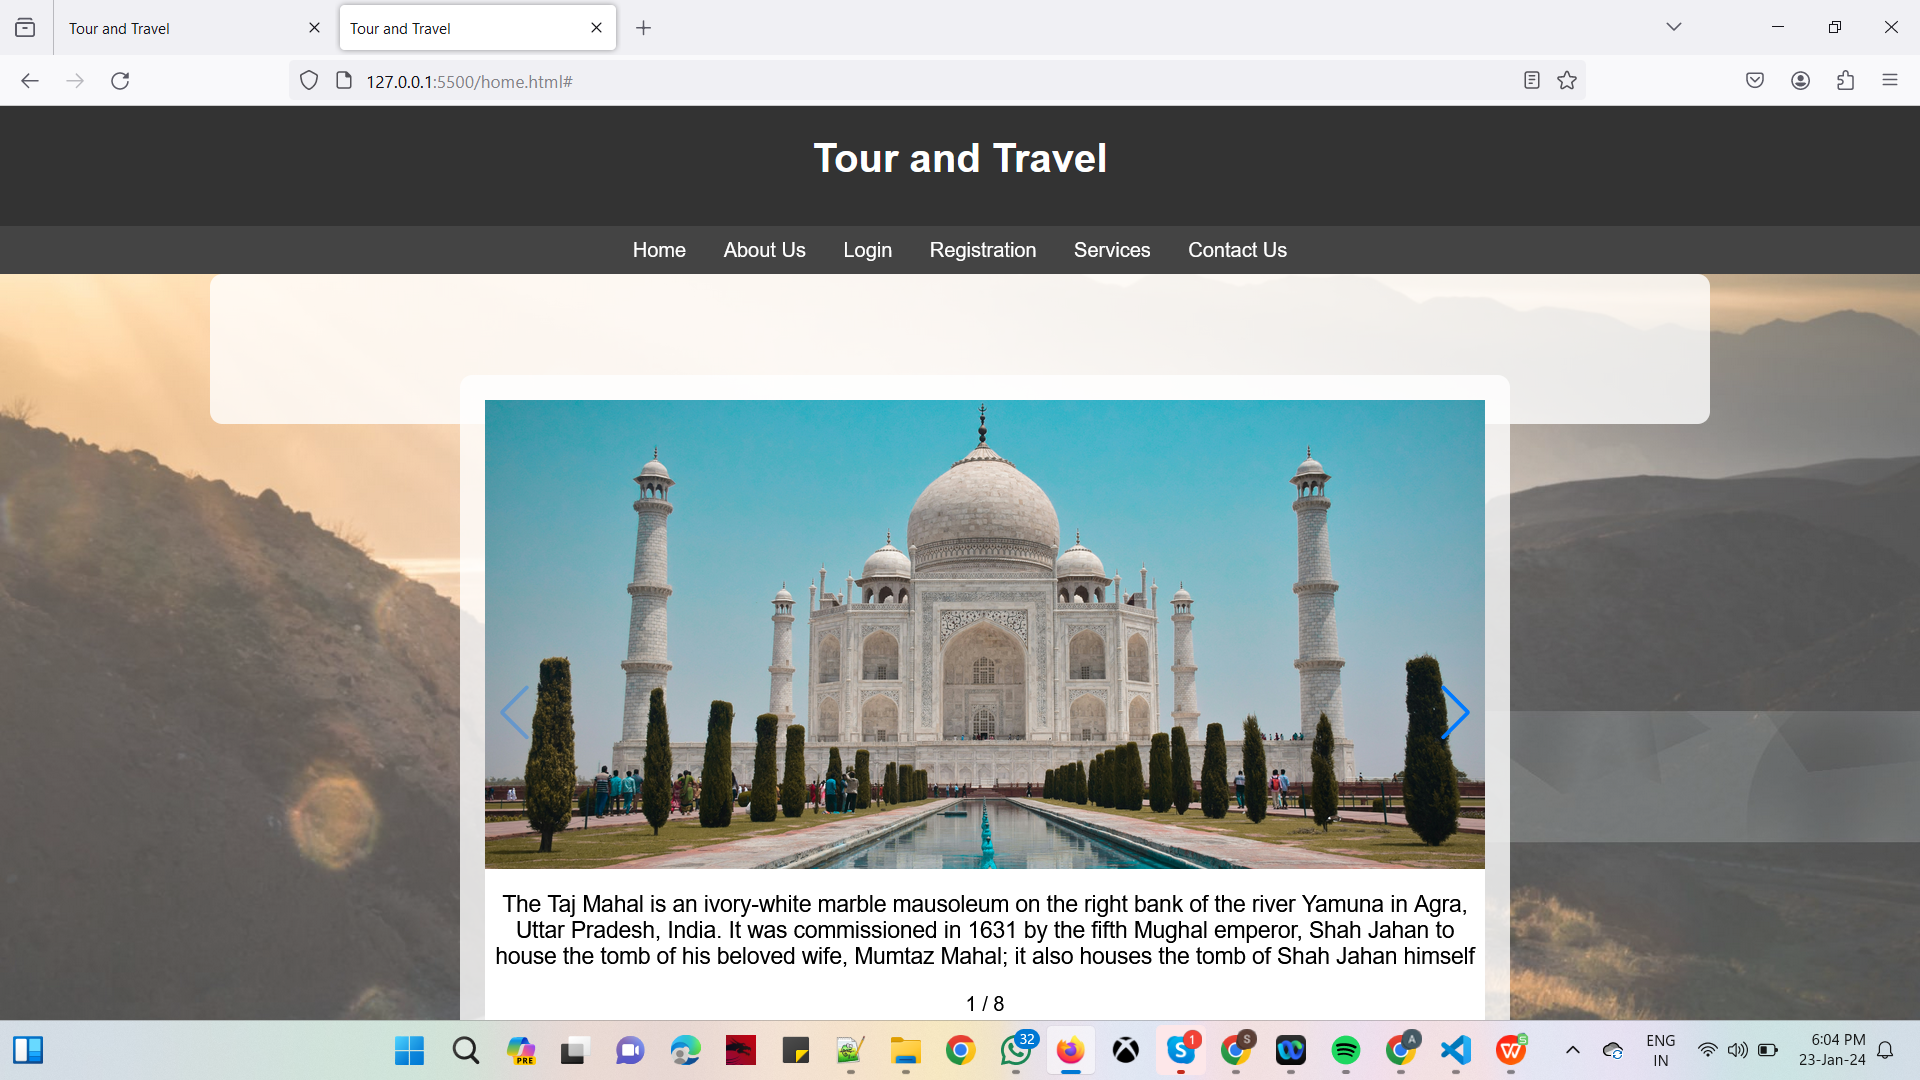 Tour and Travel
Tour and Travel
127.0.0.1:5500/home.html#
Tour and Travel
Home About Us Login Registration Services Contact Us
The Taj Mahal is an ivory-white marble mausoleum on the right bank of the river Yamuna in Agra,
Uttar Pradesh, India. It was commissioned in 1631 by the fifth Mughal emperor, Shah Jahan to
house the tomb of his beloved wife, Mumtaz Mahal; it also houses the tomb of Shah Jahan himself
1 / 8
PRE
32
1
S
A
S
ENG
IN
6:04 PM
23-Jan-24